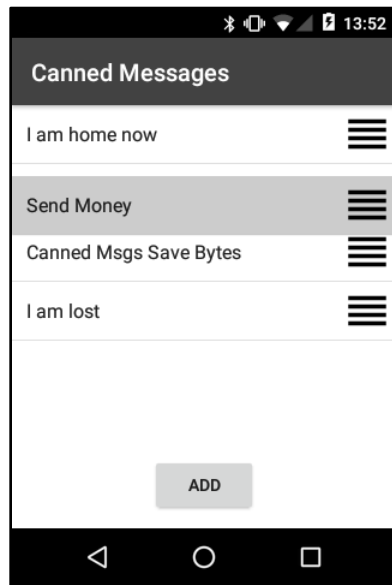 13:52
Canned Messages
I am home now
Send Money
Canned Msgs Save Bytes
I am lost
ADD